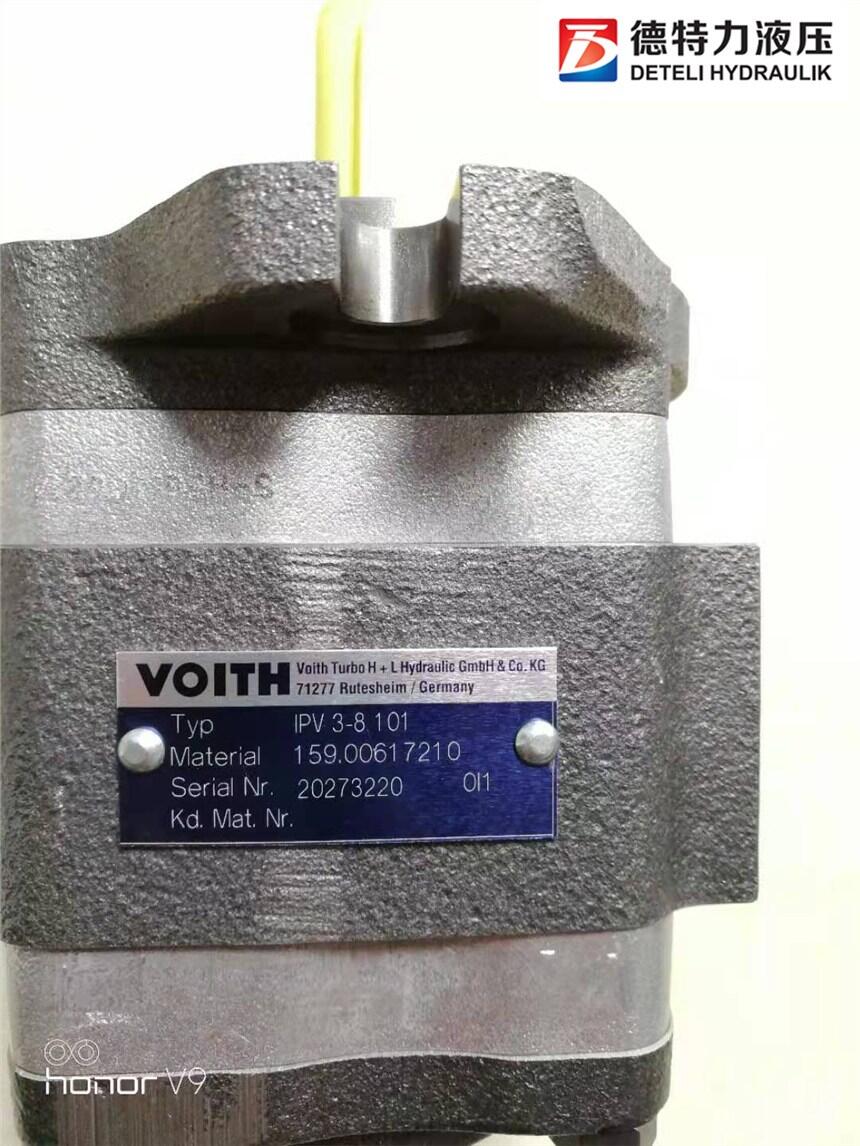 德特力液压
DETELI HYDRAULIK
VOITH
Voith Turbo H + L Hydraulic GmbH & Co. KG
71277 Rutesheim / Germany
Typ IPV 3-8 101
Material 159.00617210
Serial Nr. 20273220 011
Kd. Mat. Nr.
honor V9